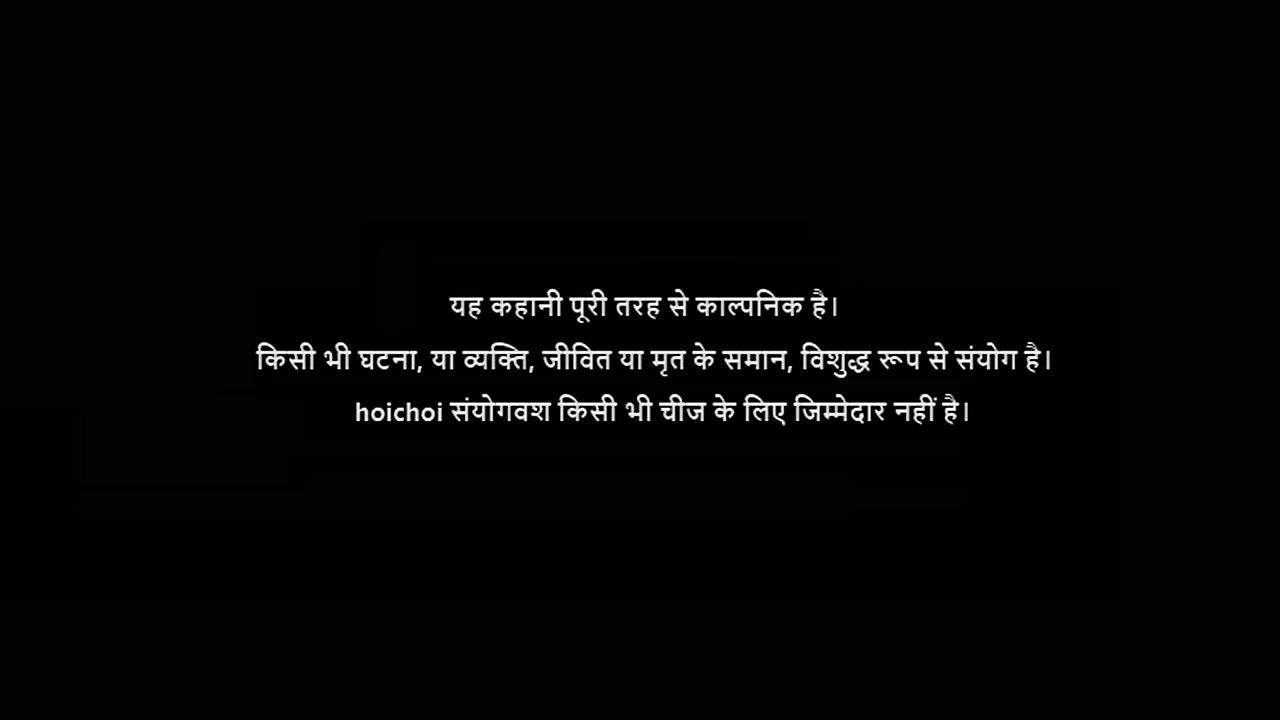 यह कहानी पूरी तरह से काल्पनिक है।
किसी भी घटना, या व्यक्ति, जीवित या मृत के समान, विशुद्ध रूप से संयोग है।
hoichoi संयोगवश किसी भी चीज के लिए जिम्मेदार नहीं है।